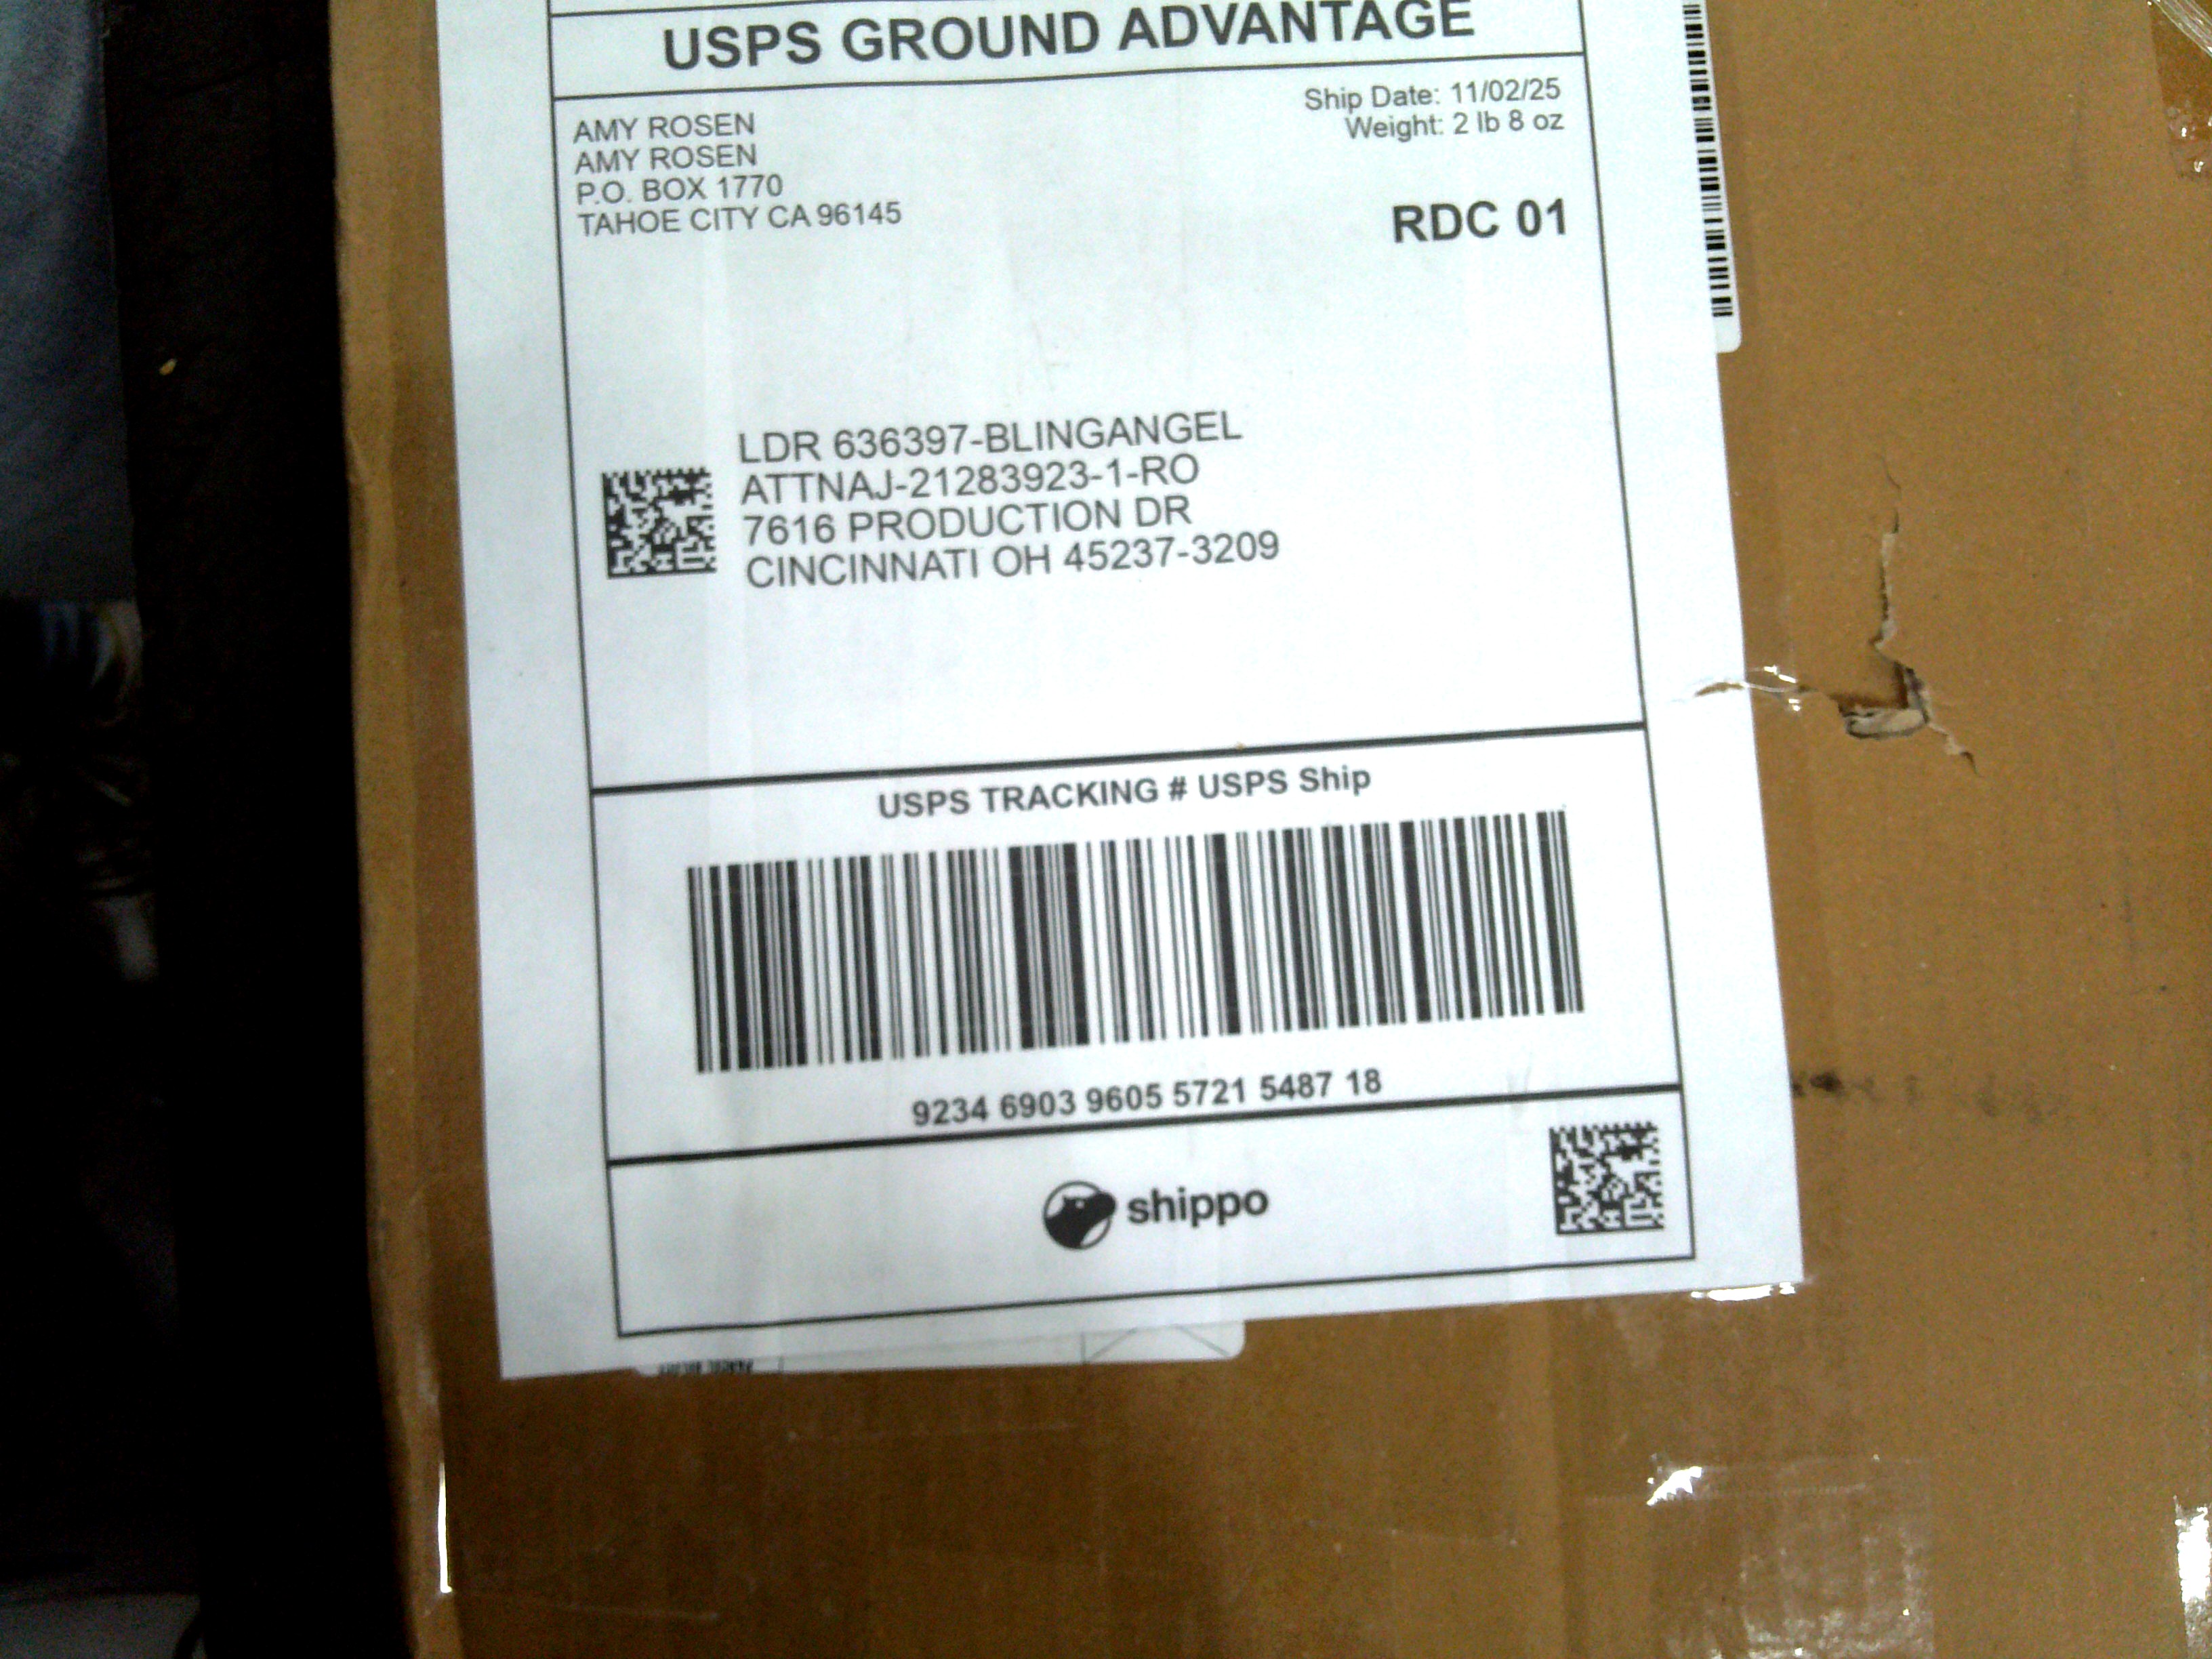 USPS GROUND ADVANTAGE
AMY ROSEN
AMY ROSEN
P.O. BOX 1770
TAHOE CITY CA 96145
Ship Date: 11/02/25
Weight: 2 lb 8 oz
RDC 01
LDR 636397-BLINGANGEL
ATTNAJ-21283923-1-RO
7616 PRODUCTION DR
CINCINNATI OH 45237-3209
USPS TRACKING # USPS Ship
9234 6903 9605 5721 5487 18
shippo